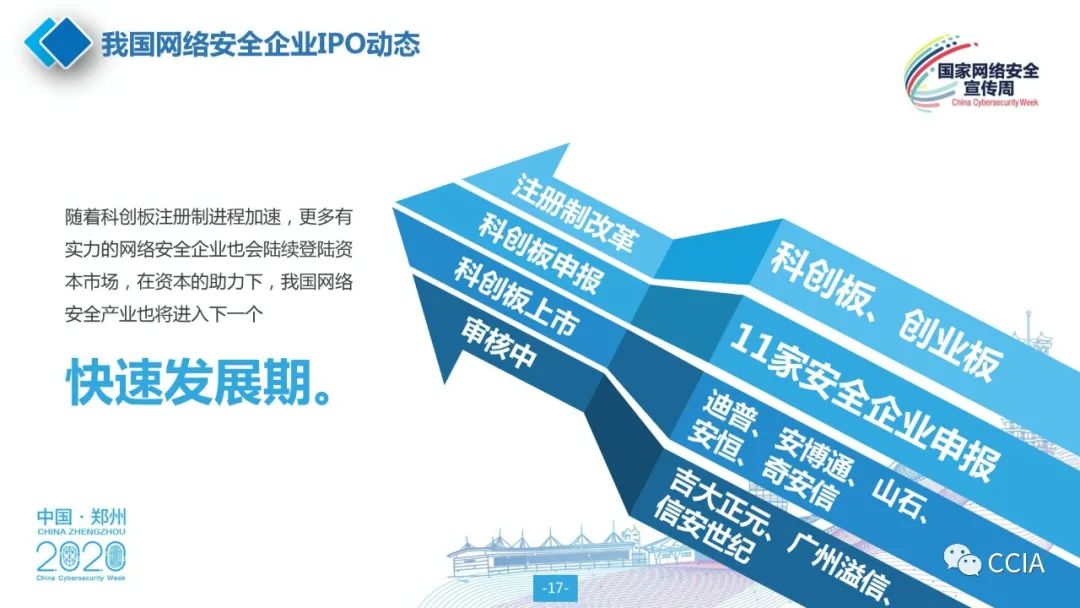 我国网络安全企业IPO动态
国家网络安全
宣传周
China Cybersecurity Week
随着科创板注册制进程加速，更多有
实力的网络安全企业也会陆续登陆资
本市场，在资本的助力下，我国网络
安全产业也将进入下一个
快速发展期。
注册制改革
科创板、创业板
科创板申报
11家安全企业申报
科创板上市
迪普、安博通、山石、
安恒、奇安信
审核中
吉大正元、广州溢信、
信安世纪
中国·郑州
CHINA ZHENGZHOU
2020
China Cybersecurity Week
-17-
CCIA